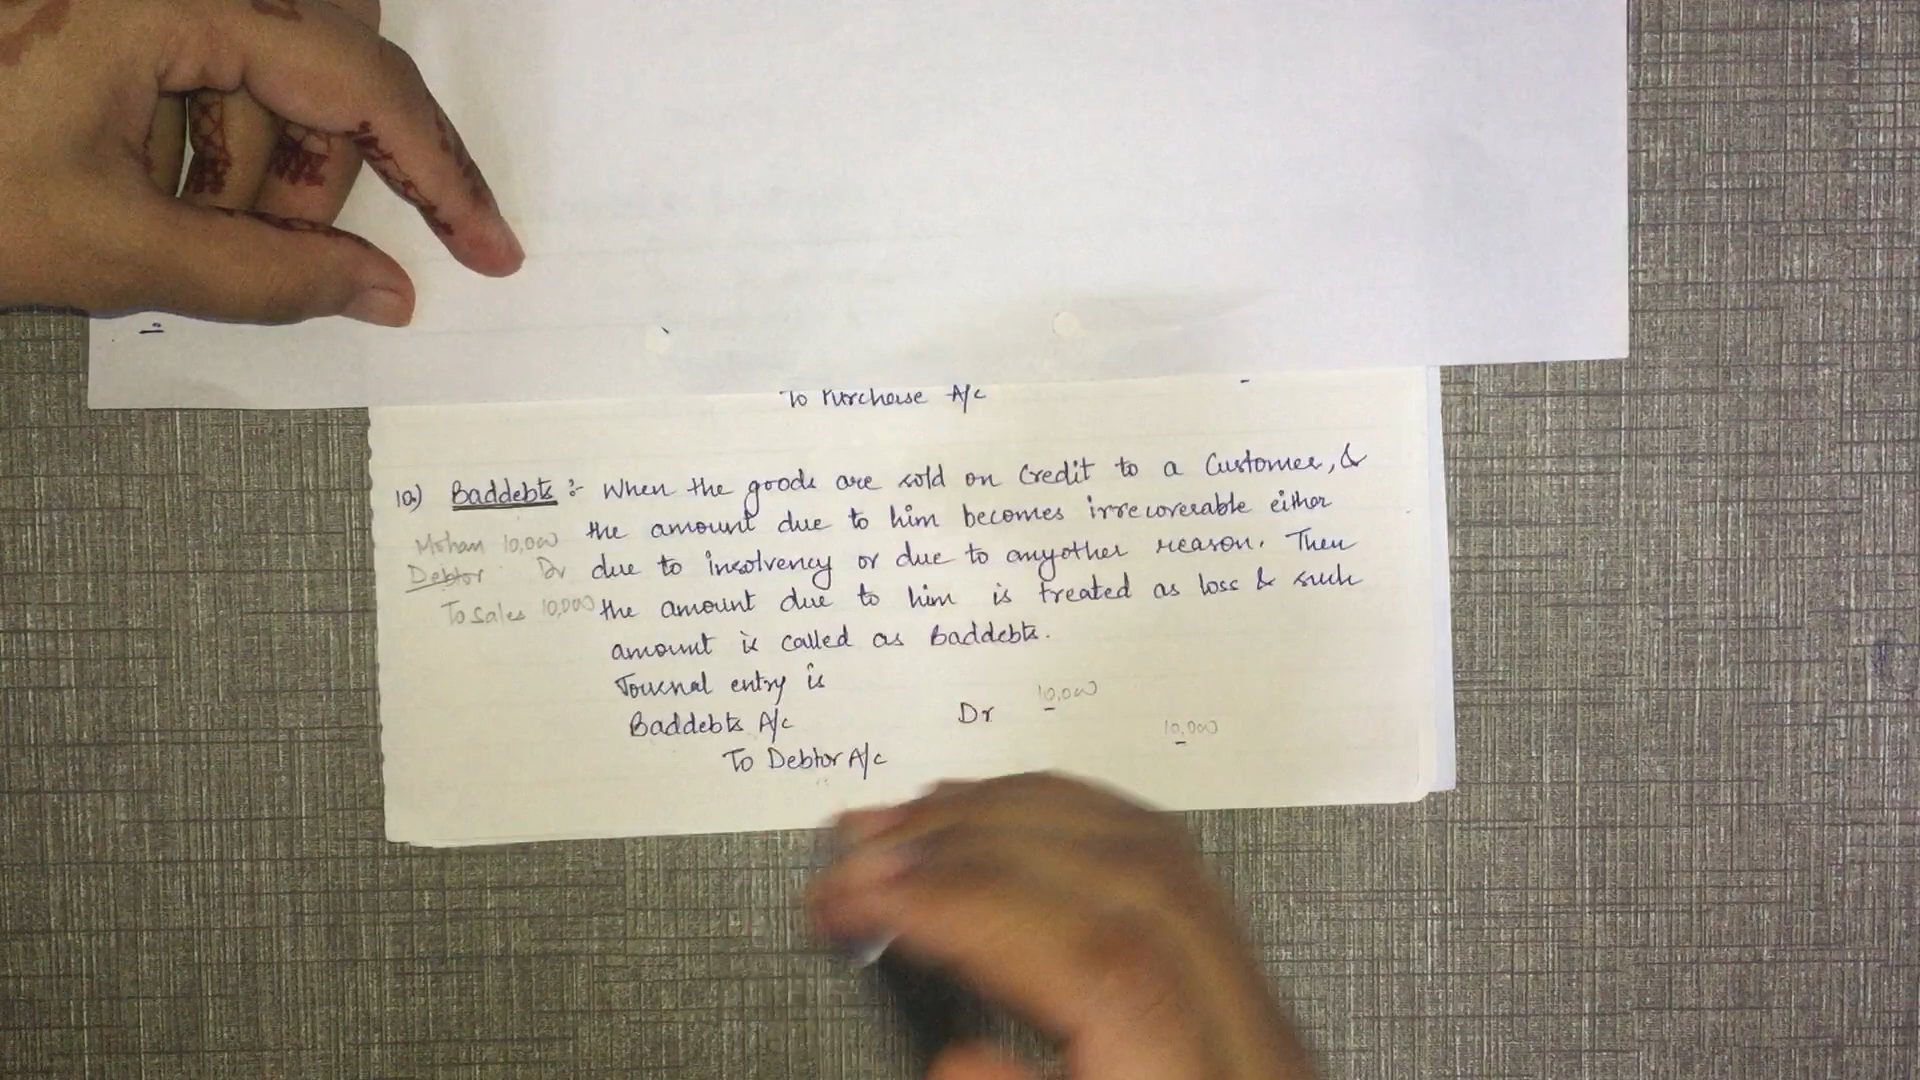 To Purchase A/c
10) Baddebts :- When the goods are sold on Credit to a Customer, &
the amount due to him becomes irrecoverable either
due to insolvency or due to anyother reason. Then
the amount due to him is treated as loss & such
amount is called as Baddebts.
Mohan 10,000
Debtor Dr
To Sales 10,000
Journal entry is
Baddebts A/c Dr 10,000
To Debtor A/c 10,000